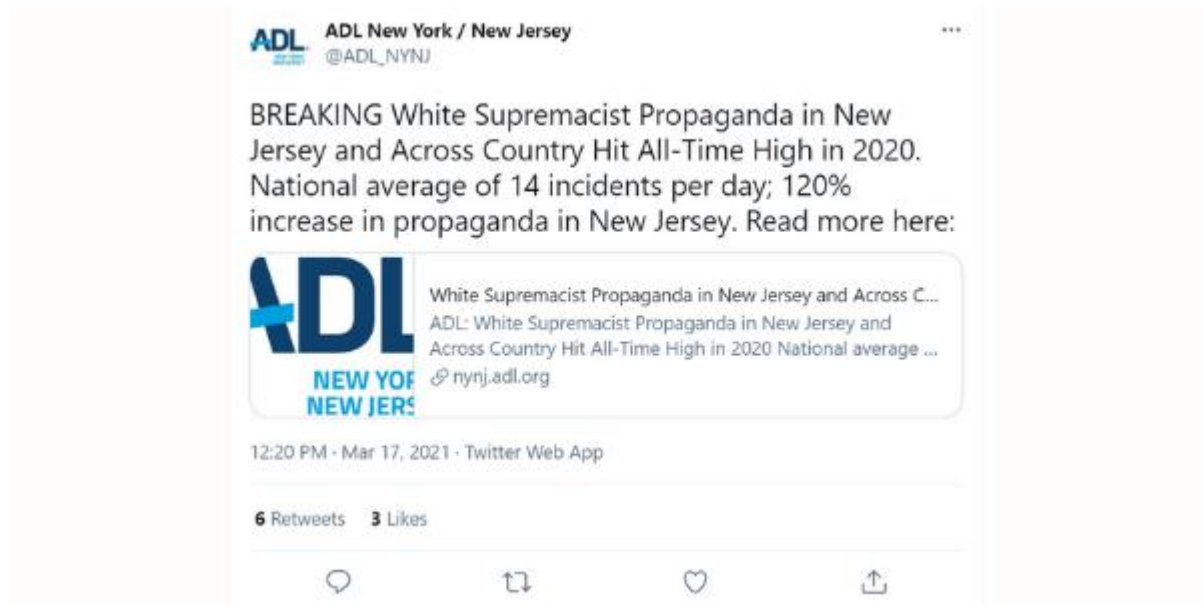 ADL New York / New Jersey
@ADL_NYNJ
BREAKING White Supremacist Propaganda in New
Jersey and Across Country Hit All-Time High in 2020.
National average of 14 incidents per day; 120%
increase in propaganda in New Jersey. Read more here:
White Supremacist Propaganda in New Jersey and Across C...
ADL: White Supremacist Propaganda in New Jersey and
Across Country Hit All-Time High in 2020 National average ...
nynj.adl.org
ADL
NEW YOR
NEW JERS
12:20 PM · Mar 17, 2021 · Twitter Web App
6 Retweets 3 Likes